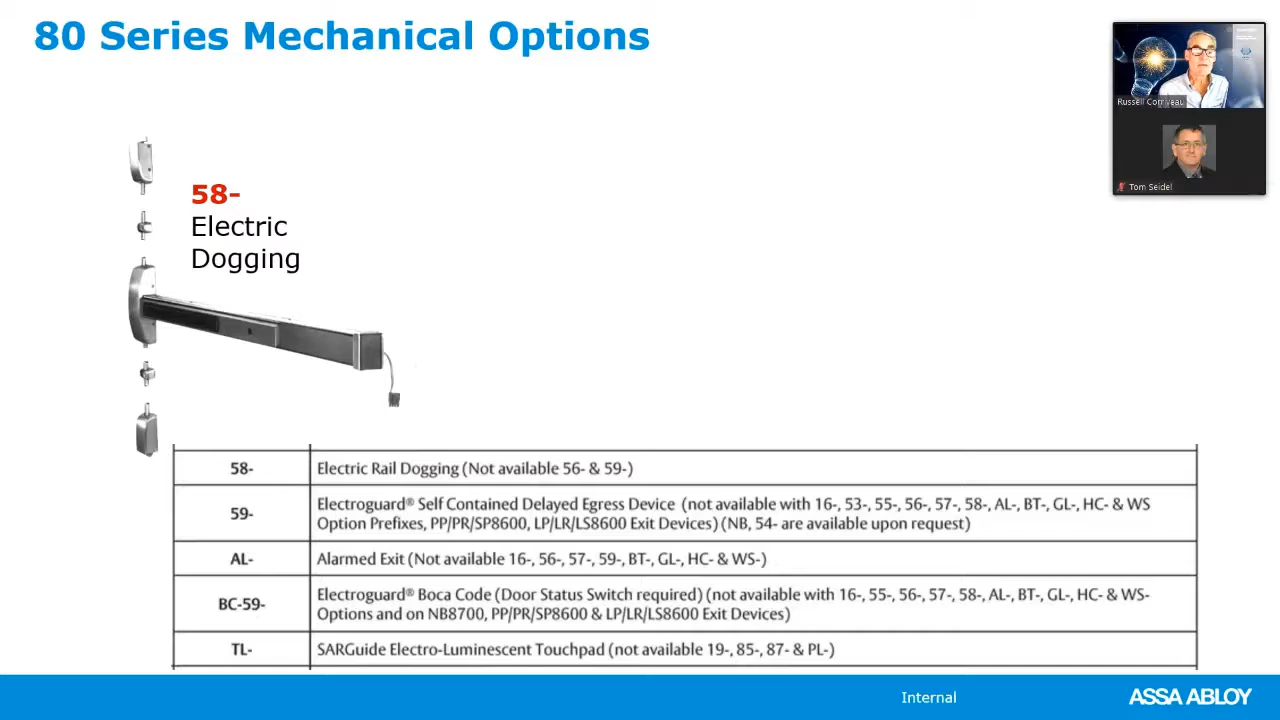 80 Series Mechanical Options
Russell Corriveau
Tom Seidel
58-
Electric
Dogging
58- Electric Rail Dogging (Not available 56- & 59-)
59- Electroguard® Self Contained Delayed Egress Device (not available with 16-, 53-, 55-, 56-, 57-, 58-, AL-, BT-, GL-, HC- & WS
Option Prefixes, PP/PR/SP8600, LP/LR/LS8600 Exit Devices) (NB, 54- are available upon request)
AL- Alarmed Exit (Not available 16-, 56-, 57-, 59-, BT-, GL-, HC- & WS-)
BC-59- Electroguard® Boca Code (Door Status Switch required) (not available with 16-, 55-, 56-, 57-, 58-, AL-, BT-, GL-, HC- & WS-
Options and on NB8700, PP/PR/SP8600 & LP/LR/LS8600 Exit Devices)
TL- SARGuide Electro-Luminescent Touchpad (not available 19-, 85-, 87- & PL-)
Internal
ASSA ABLOY